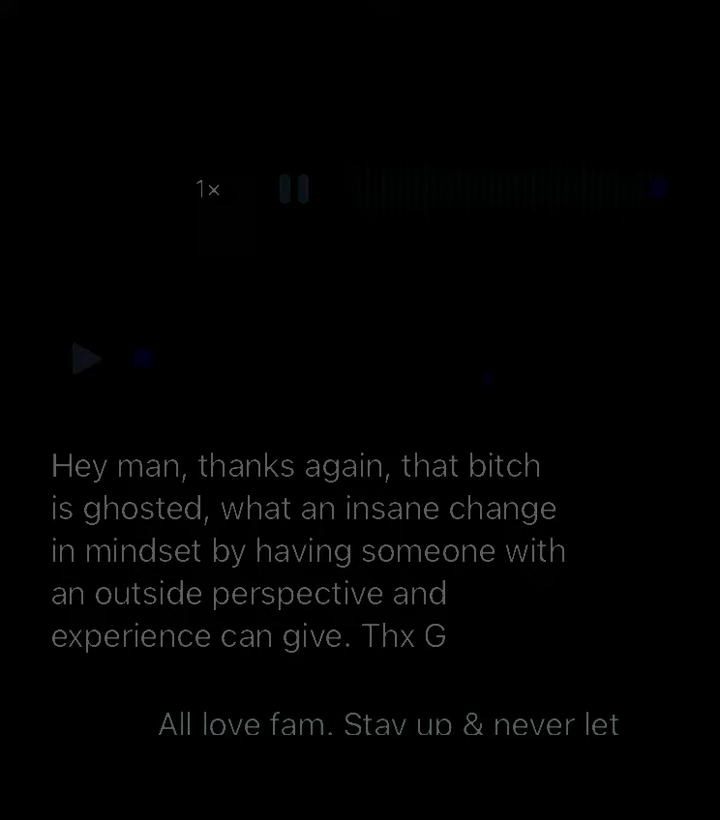 1×
Hey man, thanks again, that bitch
is ghosted, what an insane change
in mindset by having someone with
an outside perspective and
experience can give. Thx G
All love fam. Stay up & never let